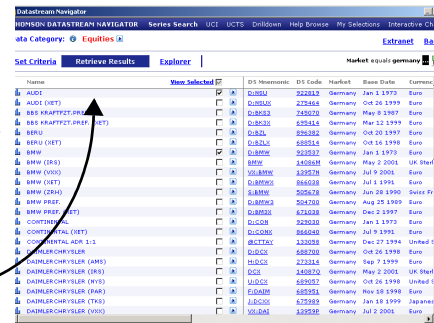 Datastream Navigator
HOMSON DATASTREAM NAVIGATOR Series Search UCI UCTS Drilldown Help Browse My Selections Interactive Ch
ata Category: Equities
Extranet Ba
Set Criteria Retrieve Results Explorer Market equals germany
Name View Selected DS Mnemonic DS Code Market Base Date Currenc
AUDI D:NSU 922819 Germany Jan 1 1973 Euro
AUDI (XET) D:NSUX 275464 Germany Oct 26 1999 Euro
BBS KRAFTFZT.PRE D:BKS3 745070 Germany May 8 1987 Euro
BBS KRAFTFZT.PREF. (XET) D:BK3X 695414 Germany Mar 12 1999 Euro
BERU D:BZL 896382 Germany Oct 20 1997 Euro
BERU (XET) D:BZLX 688514 Germany Oct 16 1998 Euro
BMW D:BMW 923537 Germany Jan 1 1973 Euro
BMW (IRS) BMW 14086M Germany May 2 2001 UK Sterl
BMW (VXX) VX:BMW 13957N Germany Jul 9 2001 Euro
BMW (XET) D:BMWX 866038 Germany Jul 1 1991 Euro
BMW (ZRH) S:BMW 505678 Germany Jun 28 1990 Swiss Fr
BMW PREF. D:BMW3 504700 Germany Aug 25 1989 Euro
BMW PREF. (XET) D:BM3X 671038 Germany Dec 2 1997 Euro
CONTINENTAL D:CON 929030 Germany Jan 1 1973 Euro
CONTINENTAL (XET) D:CONX 866040 Germany Jul 9 1991 Euro
CONTINENTAL ADR 1:1 @CTTAY 133058 Germany Dec 27 1994 United S
DAIMLERCHRYSLER D:DCX 688700 Germany Oct 26 1998 Euro
DAIMLERCHRYSLER (AMS) H:DCX 273314 Germany Sep 7 1999 Euro
DAIMLERCHRYSLER (IRS) DCX 140870 Germany May 2 2001 UK Sterl
DAIMLERCHRYSLER (NYS) U:DCX 689057 Germany Oct 26 1998 United S
DAIMLERCHRYSLER (PAR) F:DAIM 685951 Germany Nov 18 1998 Euro
DAIMLERCHRYSLER (TKS) J:DCXX 675989 Germany Jan 18 1999 Japanes
DAIMLERCHRYSLER (VXX) VX:DAI 13959P Germany Jul 2 2001 Euro